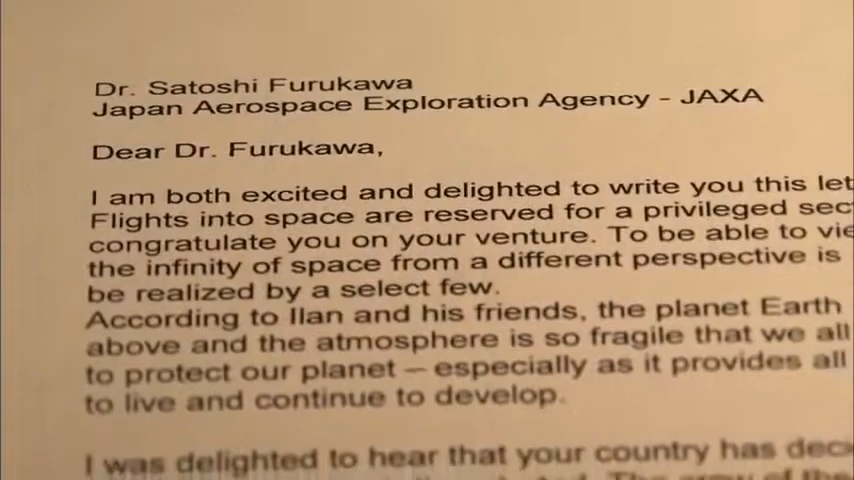 Dr. Satoshi Furukawa
Japan Aerospace Exploration Agency - JAXA
Dear Dr. Furukawa,
I am both excited and delighted to write you this let
Flights into space are reserved for a privileged sec
congratulate you on your venture. To be able to vie
the infinity of space from a different perspective is
be realized by a select few.
According to Ilan and his friends, the planet Earth
above and the atmosphere is so fragile that we all
to protect our planet – especially as it provides all
to live and continue to develop.
I was delighted to hear that your country has dec